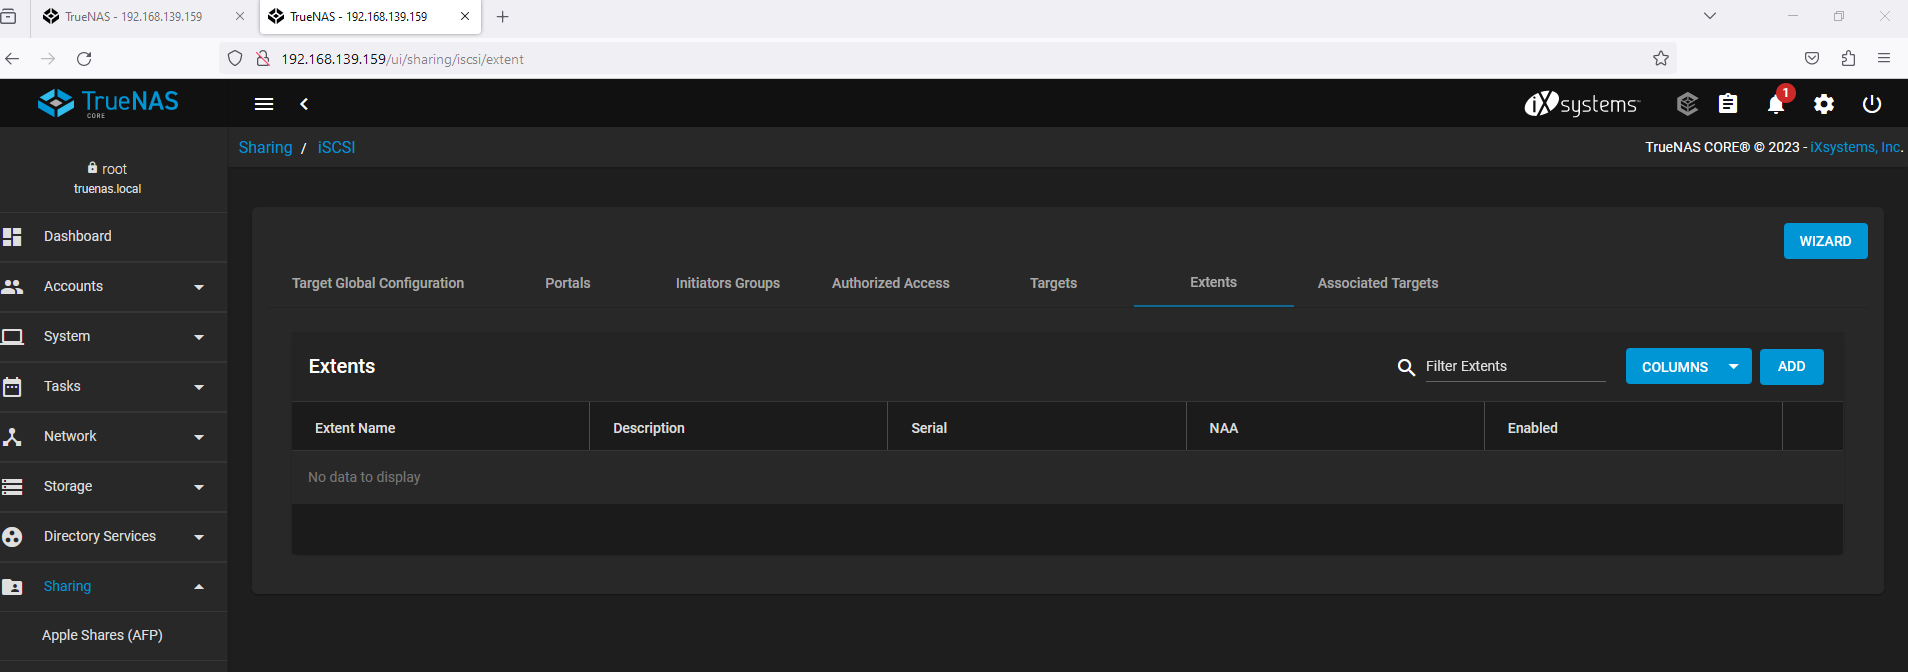 TrueNAS - 192.168.139.159
TrueNAS - 192.168.139.159
192.168.139.159/ui/sharing/iscsi/extent
TrueNAS
CORE
iXsystems
1
root
truenas.local
Sharing / iSCSI
TrueNAS CORE® © 2023 - iXsystems, Inc.
Dashboard
Accounts
System
Tasks
Network
Storage
Directory Services
Sharing
Apple Shares (AFP)
WIZARD
Target Global Configuration Portals Initiators Groups Authorized Access Targets Extents Associated Targets
Extents
Filter Extents
COLUMNS
ADD
Extent Name Description Serial NAA Enabled
No data to display